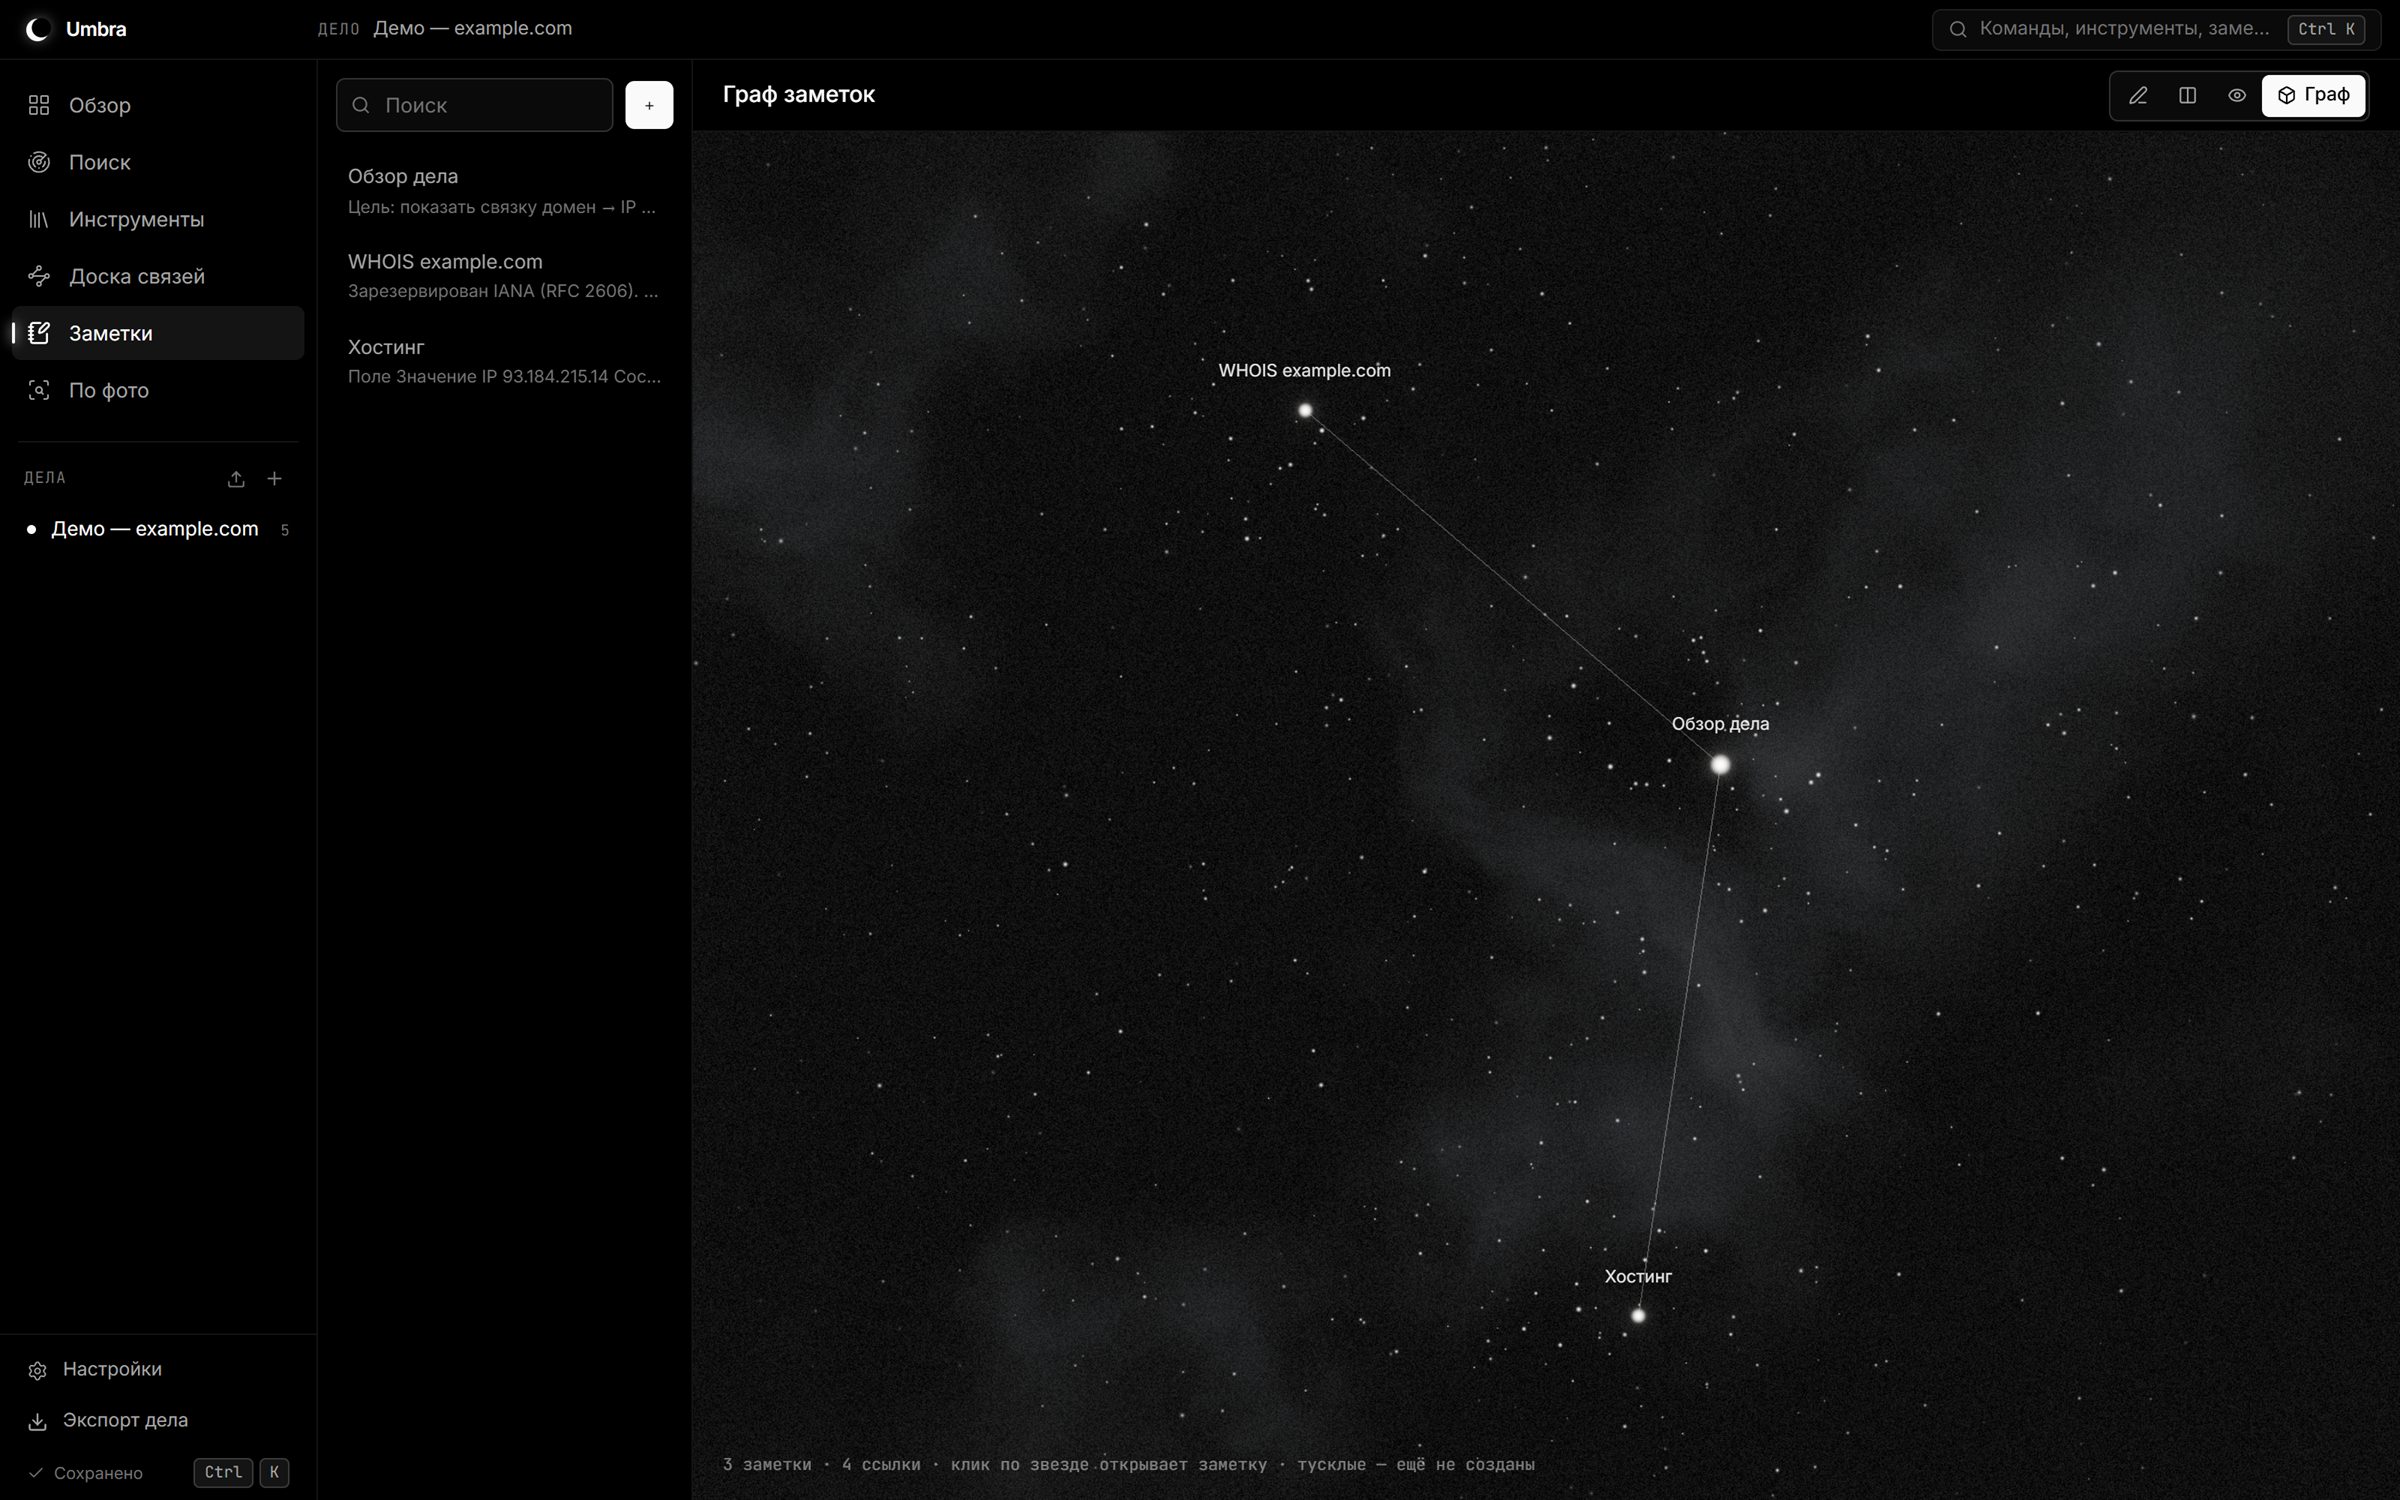 Umbra
ДЕЛО Демо — example.com
Команды, инструменты, заме... Ctrl K
Обзор
Поиск
Инструменты
Доска связей
Заметки
По фото
ДЕЛА
Демо — example.com 5
Настройки
Экспорт дела
Сохранено Ctrl K
Поиск +
Обзор дела
Цель: показать связку домен → IP ...
WHOIS example.com
Зарезервирован IANA (RFC 2606). ...
Хостинг
Поле Значение IP 93.184.215.14 Сос...
Граф заметок
Граф
WHOIS example.com
Обзор дела
Хостинг
3 заметки · 4 ссылки · клик по звезде открывает заметку · тусклые — ещё не созданы